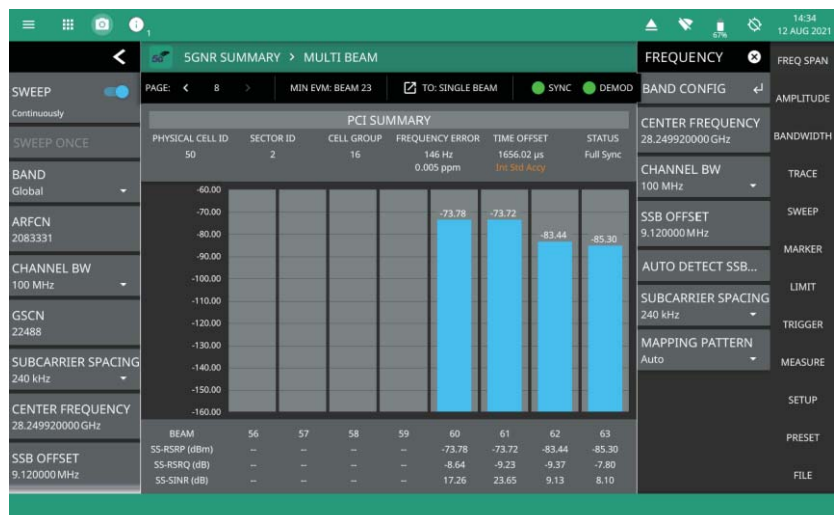 1
67%
14:34
12 AUG 2021
5G
5GNR SUMMARY > MULTI BEAM
FREQUENCY
FREQ SPAN
SWEEP
Continuously
SWEEP ONCE
BAND
Global
ARFCN
2083331
CHANNEL BW
100 MHz
GSCN
22488
SUBCARRIER SPACING
240 kHz
CENTER FREQUENCY
28.249920000 GHz
SSB OFFSET
9.120000 MHz
PAGE: < 8 > MIN EVM: BEAM 23 TO: SINGLE BEAM SYNC DEMOD
PCI SUMMARY
PHYSICAL CELL ID SECTOR ID CELL GROUP FREQUENCY ERROR TIME OFFSET STATUS
50 2 16 146 Hz 1656.02 µs Full Sync
0.005 ppm Int Std Accy
-60.00
-70.00
-80.00
-90.00
-100.00
-110.00
-120.00
-130.00
-140.00
-150.00
-160.00
-73.78 -73.72 -83.44 -85.30
BEAM 56 57 58 59 60 61 62 63
SS-RSRP (dBm) -- -- -- -- -73.78 -73.72 -83.44 -85.30
SS-RSRQ (dB) -- -- -- -- -8.64 -9.23 -9.37 -7.80
SS-SINR (dB) -- -- -- -- 17.26 23.65 9.13 8.10
BAND CONFIG
CENTER FREQUENCY
28.249920000 GHz
CHANNEL BW
100 MHz
SSB OFFSET
9.120000 MHz
AUTO DETECT SSB...
SUBCARRIER SPACING
240 kHz
MAPPING PATTERN
Auto
AMPLITUDE
BANDWIDTH
TRACE
SWEEP
MARKER
LIMIT
TRIGGER
MEASURE
SETUP
PRESET
FILE